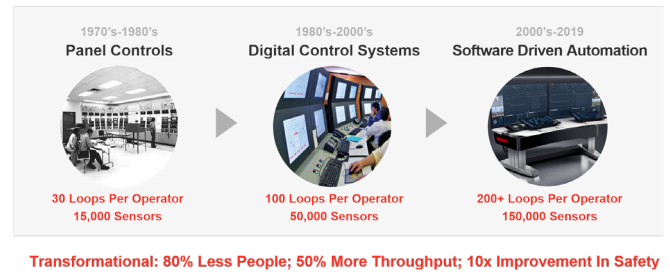 1970's-1980's
Panel Controls
30 Loops Per Operator
15,000 Sensors
1980's-2000's
Digital Control Systems
100 Loops Per Operator
50,000 Sensors
2000's-2019
Software Driven Automation
200+ Loops Per Operator
150,000 Sensors
Transformational: 80% Less People; 50% More Throughput; 10x Improvement In Safety